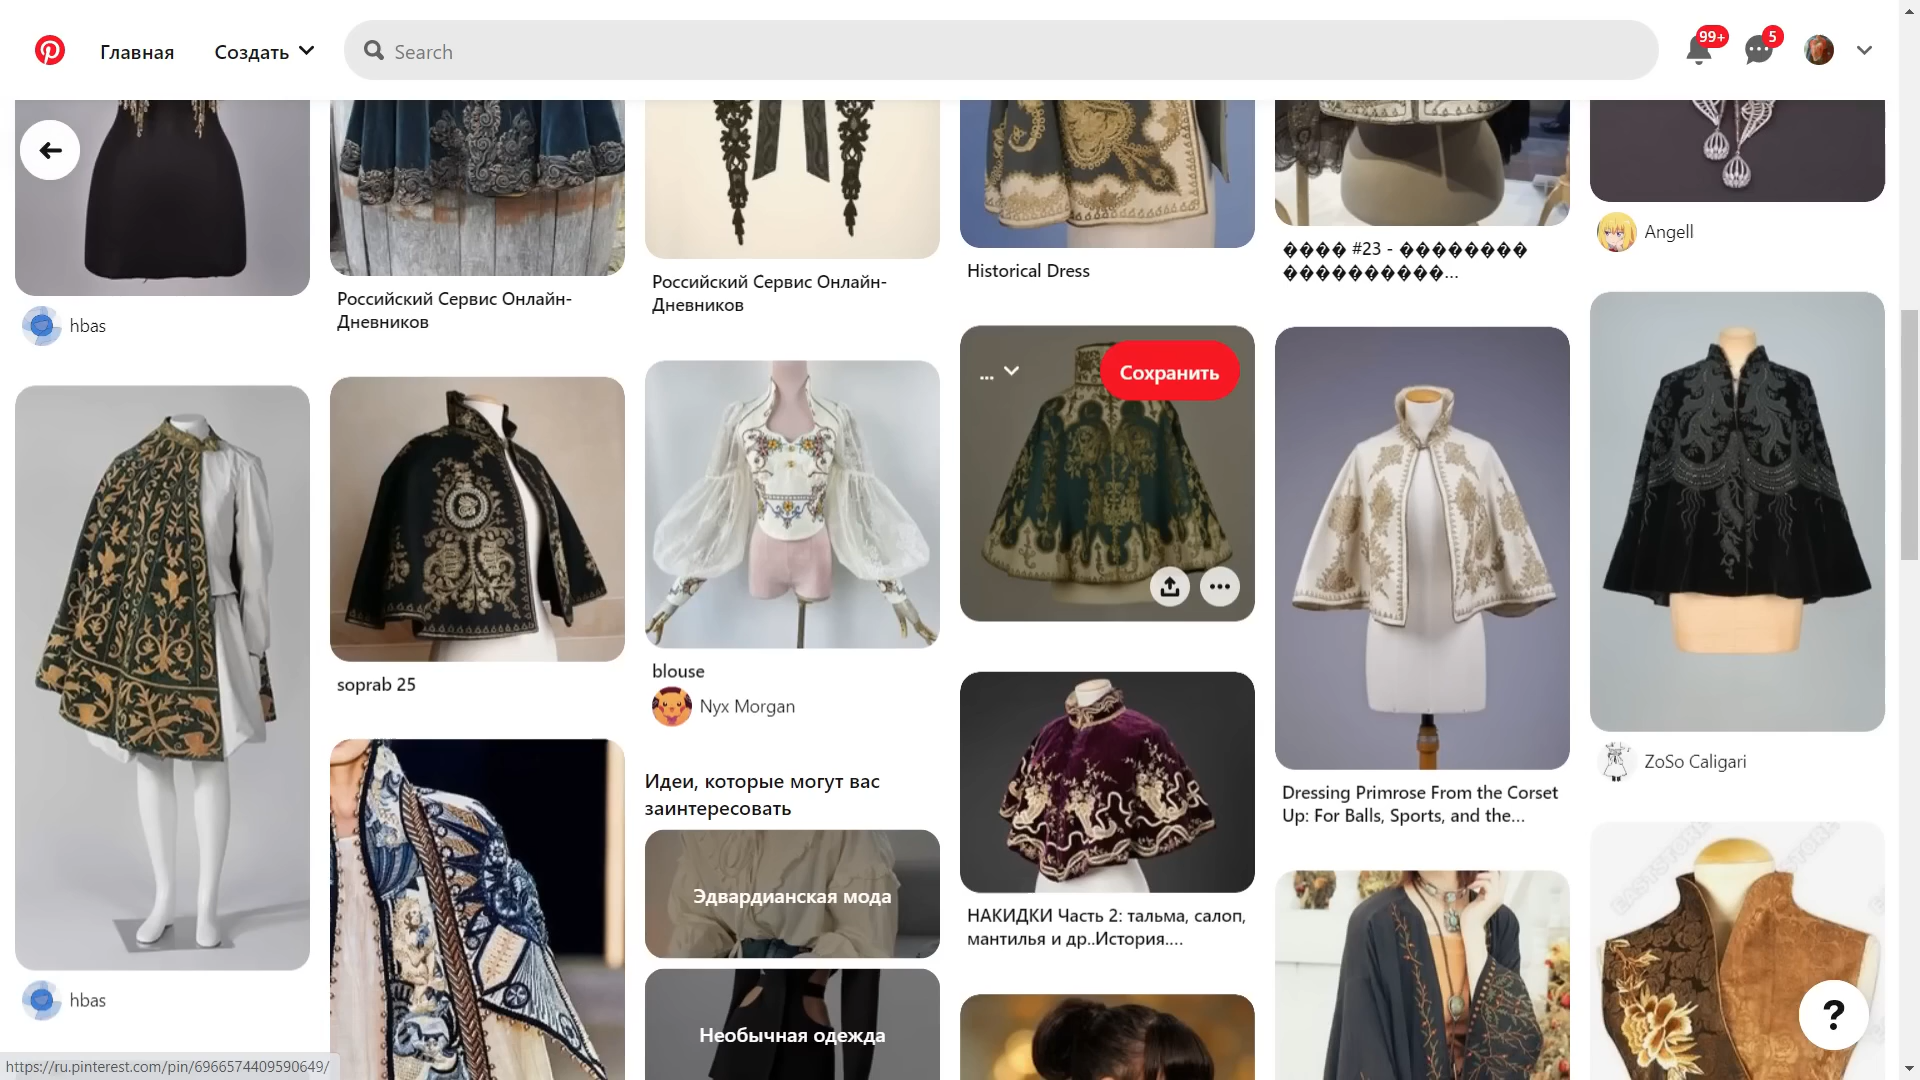 Главная
Создать
Search
99+
5
hbas
Российский Сервис Онлайн-
Дневников
Российский Сервис Онлайн-
Дневников
Historical Dress
���� #23 - ��������
����������...
Angell
hbas
soprab 25
blouse
Nyx Morgan
Идеи, которые могут вас
заинтересовать
Эдвардианская мода
Необычная одежда
...
Сохранить
НАКИДКИ Часть 2: тальма, салоп,
мантилья и др..История....
Dressing Primrose From the Corset
Up: For Balls, Sports, and the...
ZoSo Caligari
?
https://ru.pinterest.com/pin/6966574409590649/